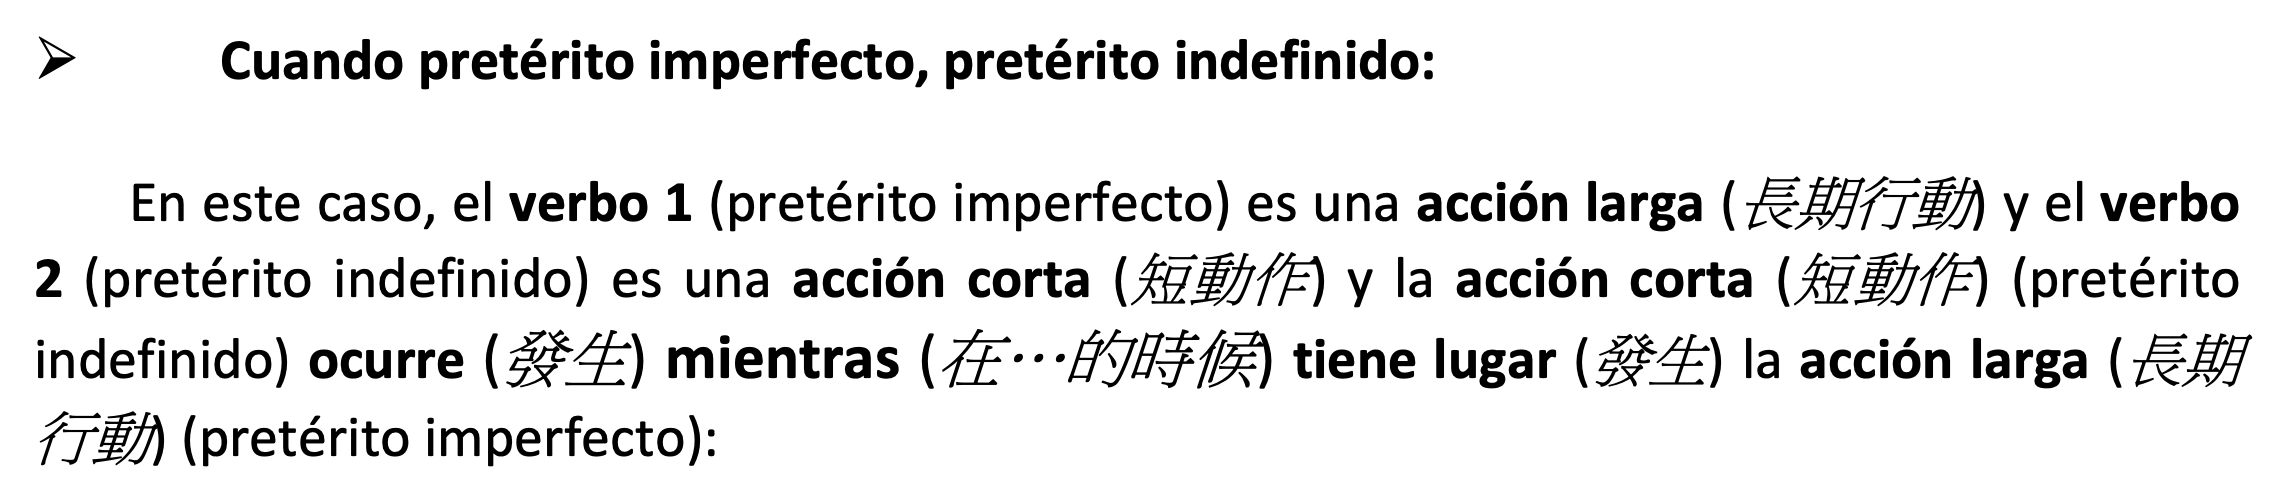 ➢ Cuando pretérito imperfecto, pretérito indefinido:
En este caso, el verbo 1 (pretérito imperfecto) es una acción larga (長期行動) y el verbo
2 (pretérito indefinido) es una acción corta (短動作) y la acción corta (短動作) (pretérito
indefinido) ocurre (發生) mientras (在⋯的時候) tiene lugar (發生) la acción larga (長期
行動) (pretérito imperfecto):